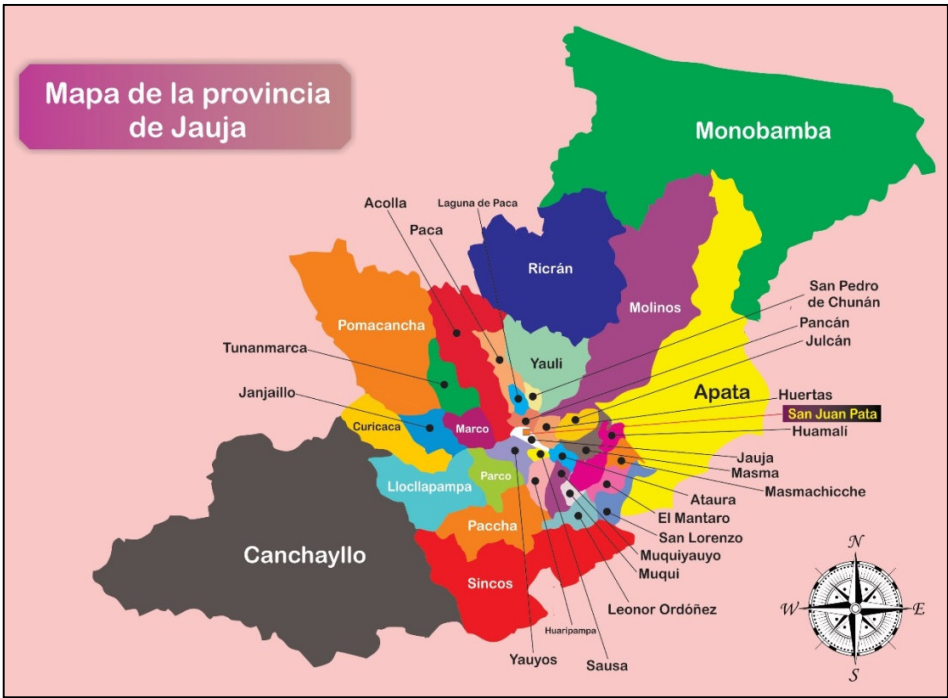 Mapa de la provincia
de Jauja
Monobamba
Acolla
Laguna de Paca
Paca
Ricrán
San Pedro
de Chunán
Molinos
Pomacancha
Pancán
Julcán
Tunanmarca
Yauli
Janjaillo
Apata
Huertas
San Juan Pata
Curicaca
Marco
Huamalí
Jauja
Masma
Parco
Llocllapampa
Masmachicche
Ataura
El Mantaro
Paccha
San Lorenzo
Canchayllo
Muquiyauyo
Muqui
Sincos
Leonor Ordóñez
Huaripampa
Yauyos
Sausa
N
W
E
S